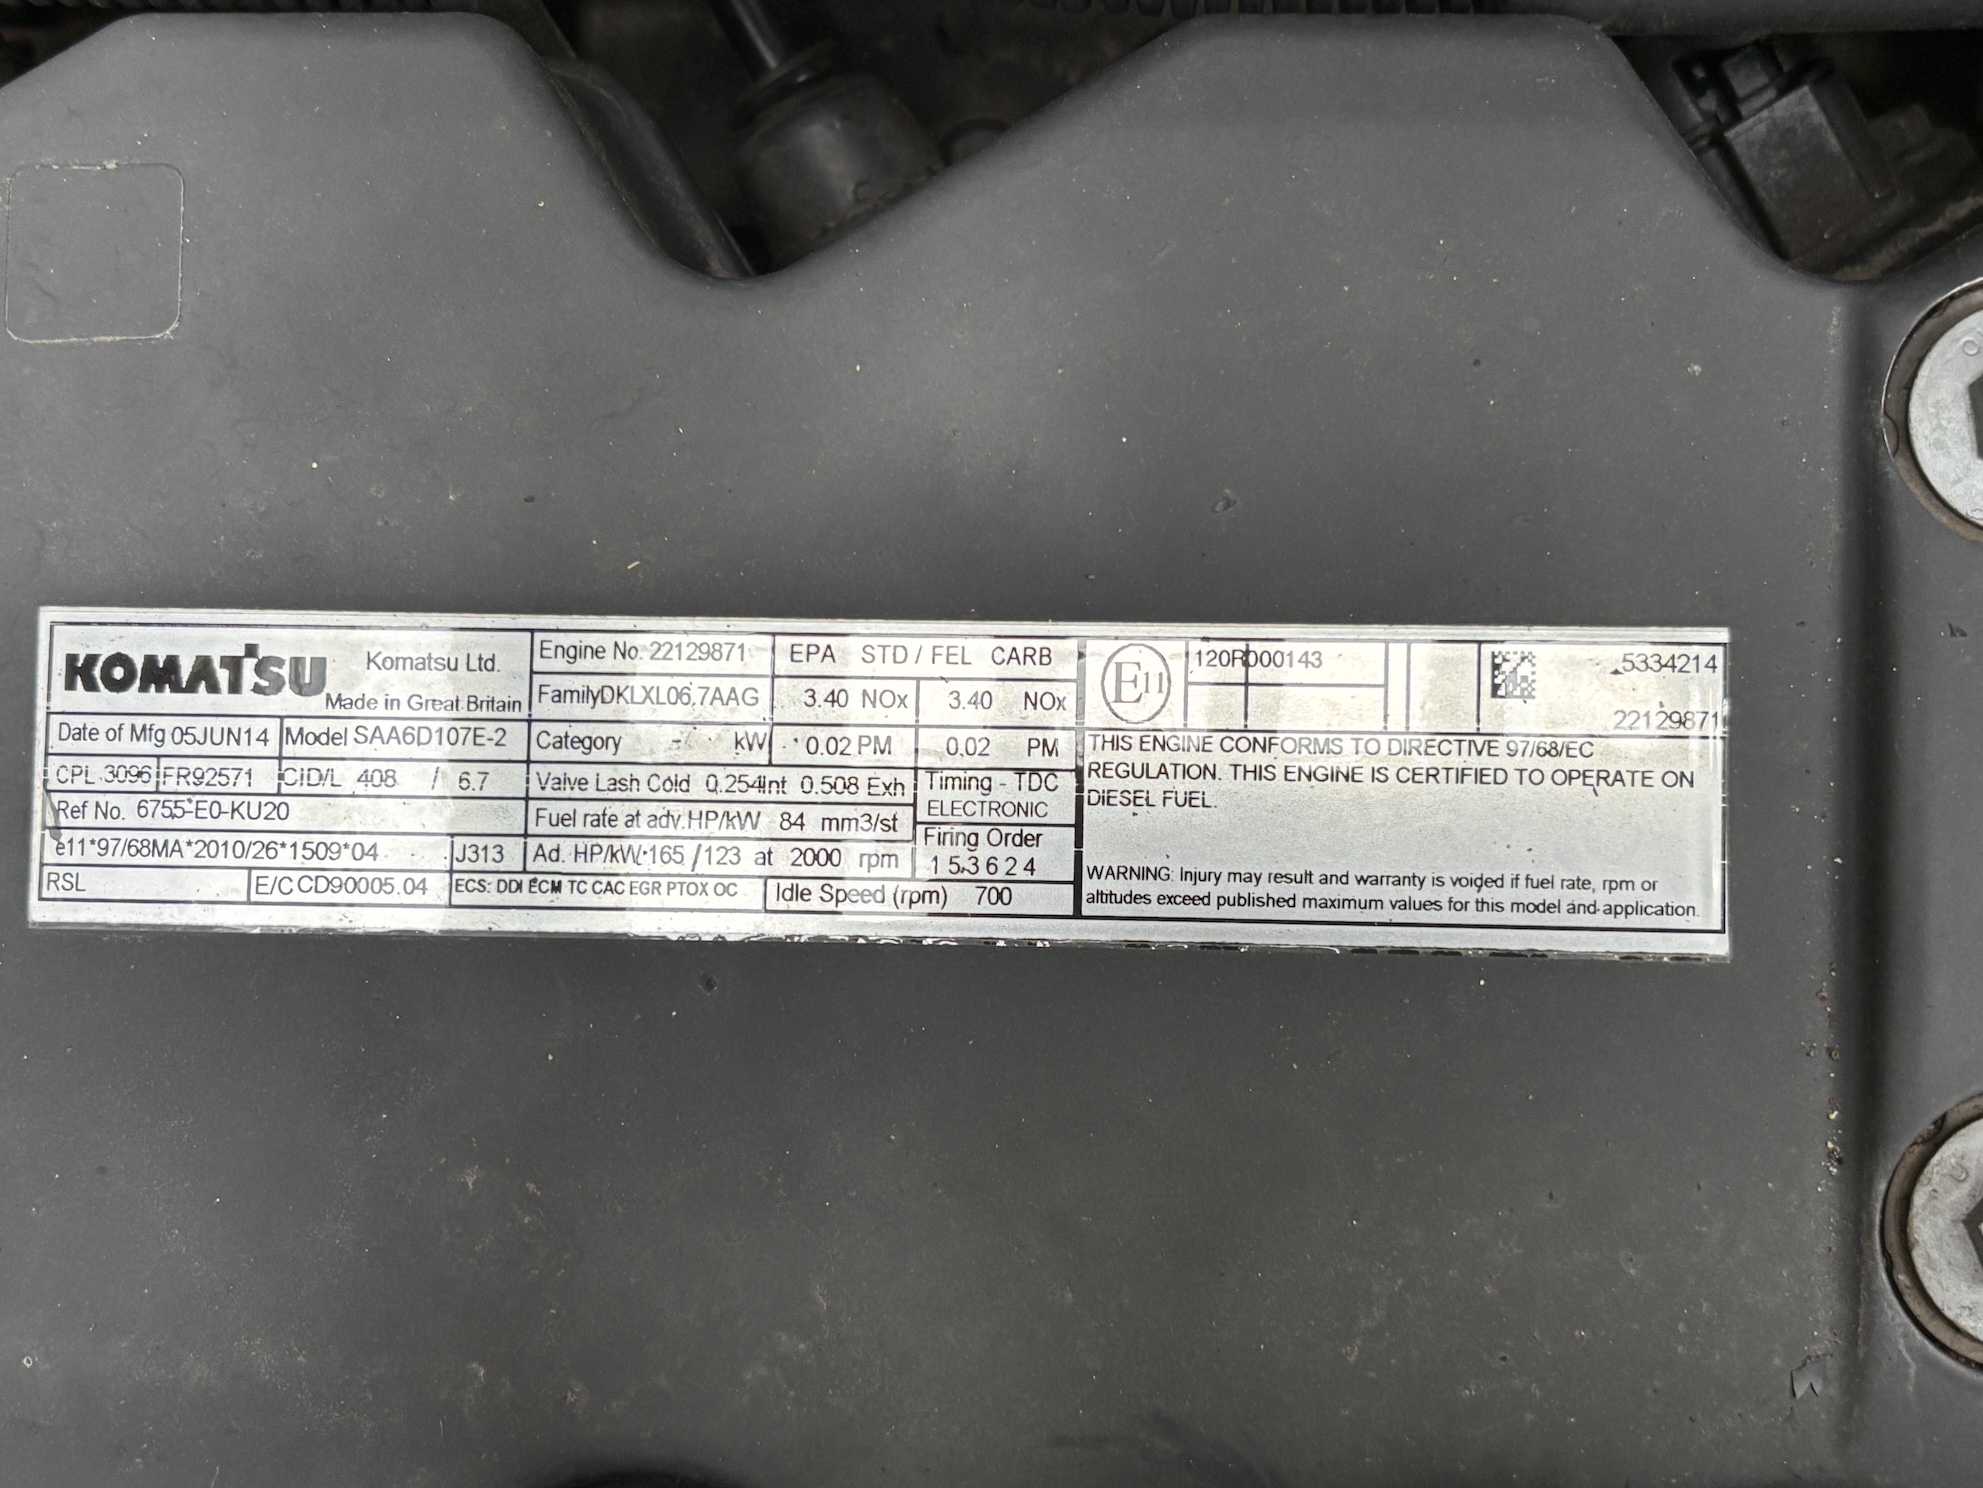 KOMATSU Komatsu Ltd.
Made in Great Britain
Date of Mfg 05JUN14 Model SAA6D107E-2
CPL 3096 FR92571 CID/L 408 / 6.7
Ref No. 6755-E0-KU20
e11*97/68MA*2010/26*1509*04 J313
RSL E/C CD90005.04 ECS: DDI ECM TC CAC EGR PTOX OC
Engine No. 22129871
Family DKLXL06.7AAG
Category - kW
Valve Lash Cold 0.254Int 0.508 Exh
Fuel rate at adv.HP/kW 84 mm3/st
Ad. HP/kW 165 / 123 at 2000 rpm
Idle Speed (rpm) 700
EPA STD / FEL CARB
3.40 NOx 3.40 NOx
0.02 PM 0.02 PM
Timing - TDC
ELECTRONIC
Firing Order
1 5 3 6 2 4
E11 120R000143
5334214
22129871
THIS ENGINE CONFORMS TO DIRECTIVE 97/68/EC
REGULATION. THIS ENGINE IS CERTIFIED TO OPERATE ON
DIESEL FUEL.
WARNING: Injury may result and warranty is voided if fuel rate, rpm or
altitudes exceed published maximum values for this model and application.